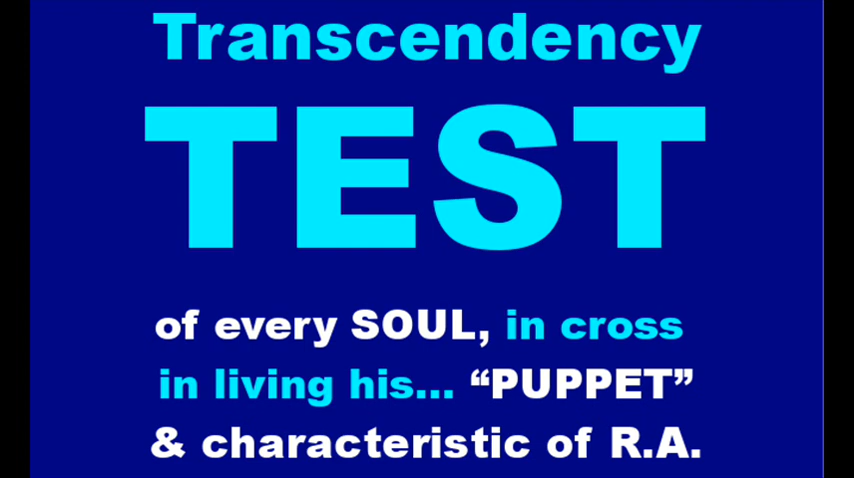 Transcendency
TEST
of every SOUL, in cross
in living his... “PUPPET”
& characteristic of R.A.